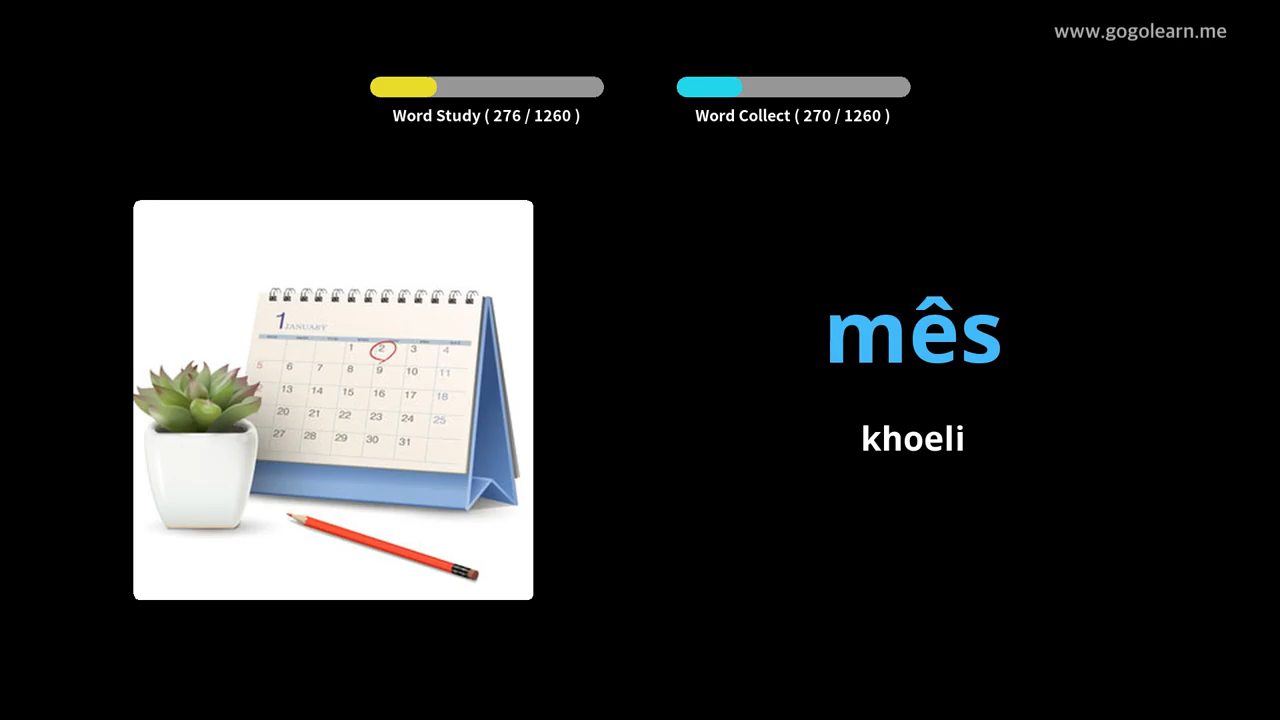 www.gogolearn.me
Word Study ( 276 / 1260 )
Word Collect ( 270 / 1260 )
mês
khoeli
1 JANUARY
1 2 3 4
5 6 7 8 9 10 11
13 14 15 16 17 18
20 21 22 23 24 25
27 28 29 30 31